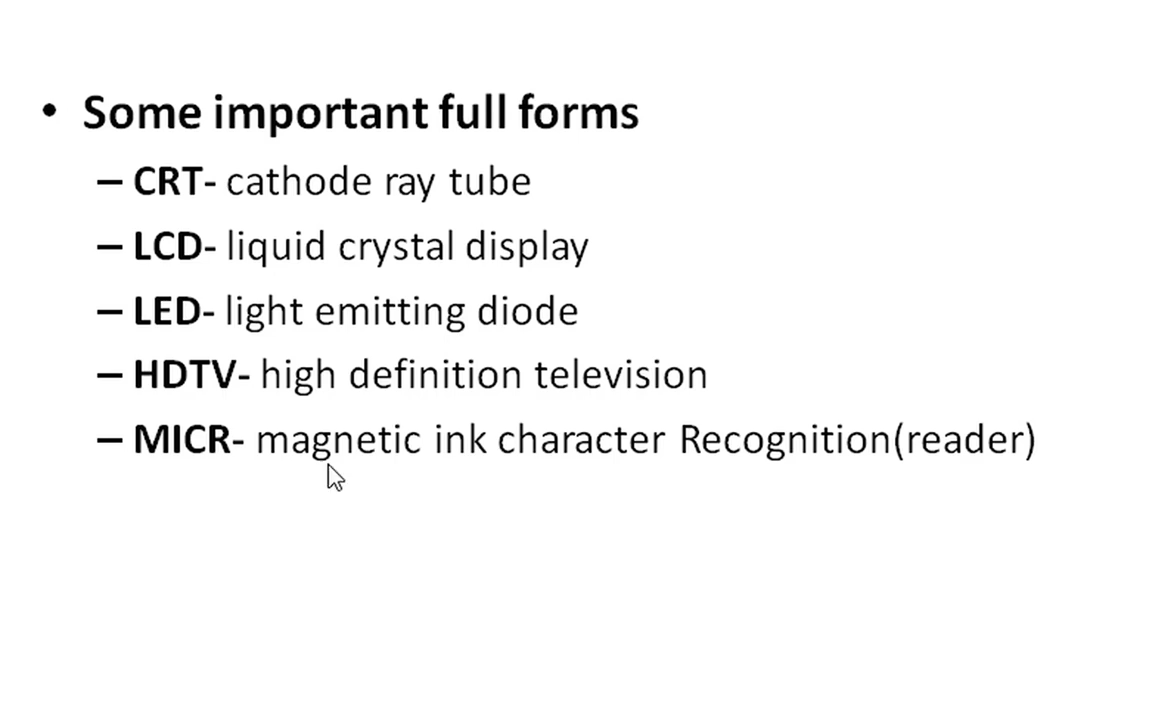 • Some important full forms
– CRT- cathode ray tube
– LCD- liquid crystal display
– LED- light emitting diode
– HDTV- high definition television
– MICR- magnetic ink character Recognition(reader)